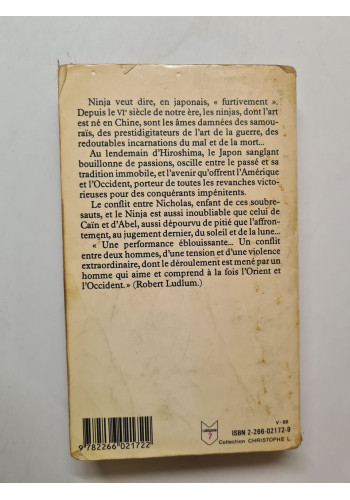 Ninja veut dire, en japonais, « furtivement ».
Depuis le VIe siècle de notre ère, les ninjas, dont l'art
est né en Chine, sont les âmes damnées des samou-
raïs, des prestidigitateurs de l'art de la guerre, des
redoutables incarnations du mal et de la mort...
Au lendemain d'Hiroshima, le Japon sanglant
bouillonne de passions, oscille entre le passé et sa
tradition immobile, et l'avenir qu'offrent l'Amérique
et l'Occident, porteur de toutes les revanches victo-
rieuses pour des conquérants impénitents.
Le conflit entre Nicholas, enfant de ces soubre-
sauts, et le Ninja est aussi inoubliable que celui de
Caïn et d'Abel, aussi dépourvu de pitié que l'affron-
tement, au jugement dernier, du soleil et de la lune...
« Une performance éblouissante... Un conflit
entre deux hommes, d'une tension et d'une violence
extraordinaire, dont le déroulement est mené par un
homme qui aime et comprend à la fois l'Orient et
l'Occident. » (Robert Ludlum.)
9 782266 021722
7
V - 88
ISBN 2-266-02172-9
Collection CHRISTOPHE L